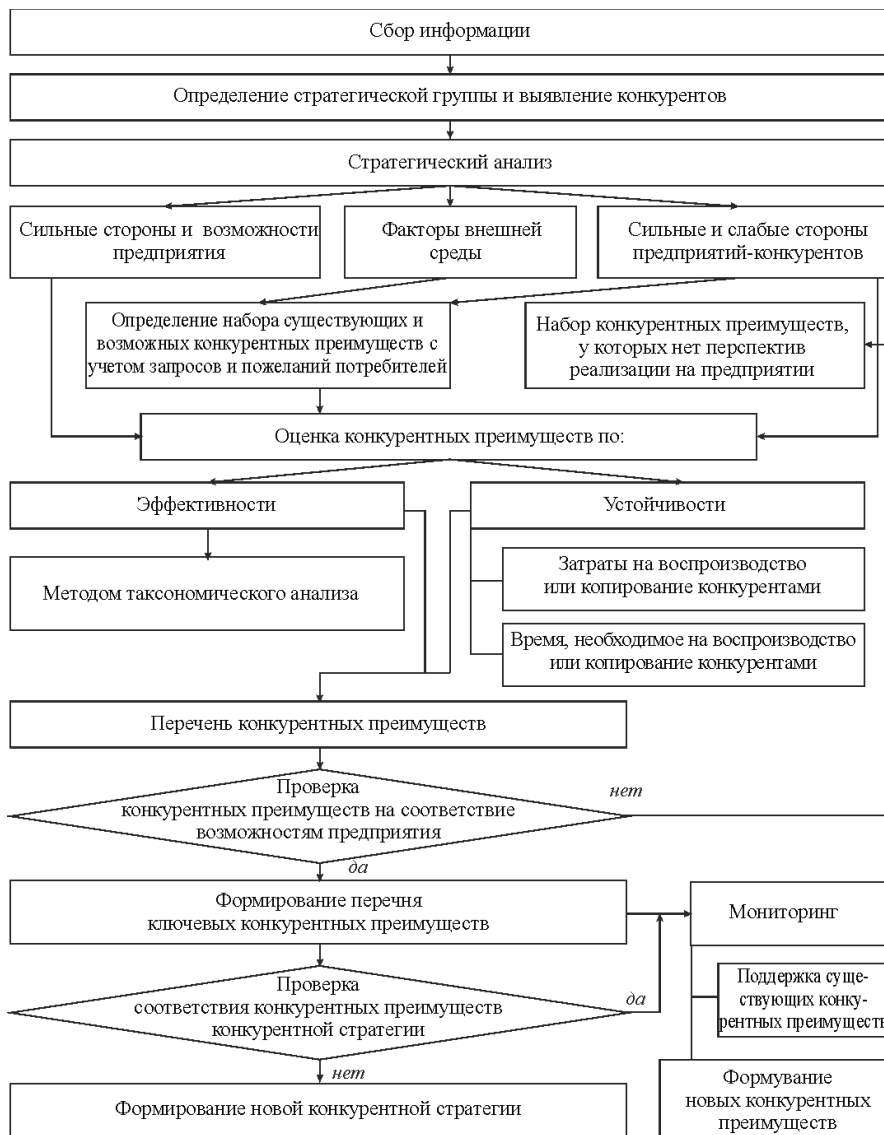 Сбор информации
Определение стратегической группы и выявление конкурентов
Стратегический анализ
Сильные стороны и возможности
предприятия
Факторы внешней
среды
Сильные и слабые стороны
предприятий-конкурентов
Определение набора существующих и
возможных конкурентных преимуществ с
учетом запросов и пожеланий потребителей
Набор конкурентных преимуществ,
у которых нет перспектив
реализации на предприятии
Оценка конкурентных преимуществ по:
Эффективности
Устойчивости
Методом таксономического анализа
Затраты на воспроизводство
или копирование конкурентами
Время, необходимое на воспроизводство
или копирование конкурентами
Перечень конкурентных преимуществ
Проверка
конкурентных преимуществ на соответствие
возможностям предприятия
нет
да
Формирование перечня
ключевых конкурентных преимуществ
Мониторинг
Проверка
соответствия конкурентных преимуществ
конкурентной стратегии
да
Поддержка суще-
ствующих конку-
рентных преимуществ
нет
Формирование новой конкурентной стратегии
Формувание
новых конкурентных
преимуществ